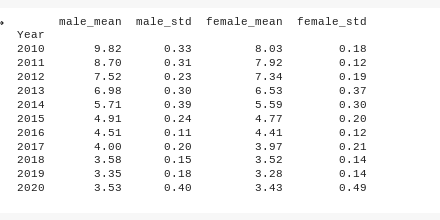 male_mean male_std female_mean female_std
Year
2010 9.82 0.33 8.03 0.18
2011 8.70 0.31 7.92 0.12
2012 7.52 0.23 7.34 0.19
2013 6.98 0.30 6.53 0.37
2014 5.71 0.39 5.59 0.30
2015 4.91 0.24 4.77 0.20
2016 4.51 0.11 4.41 0.12
2017 4.00 0.20 3.97 0.21
2018 3.58 0.15 3.52 0.14
2019 3.35 0.18 3.28 0.14
2020 3.53 0.40 3.43 0.49